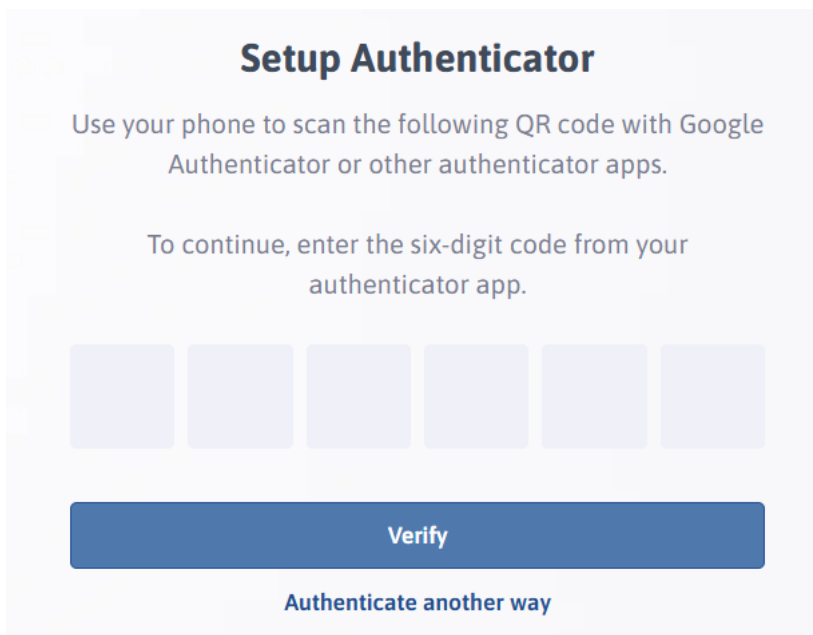 Setup Authenticator
Use your phone to scan the following QR code with Google
Authenticator or other authenticator apps.
To continue, enter the six-digit code from your
authenticator app.
Verify
Authenticate another way